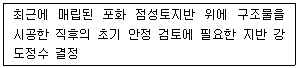 최근에 매립된 포화 점성토지반 위에 구조물을
시공한 직후의 초기 안정 검토에 필요한 지반 강
도정수 결정